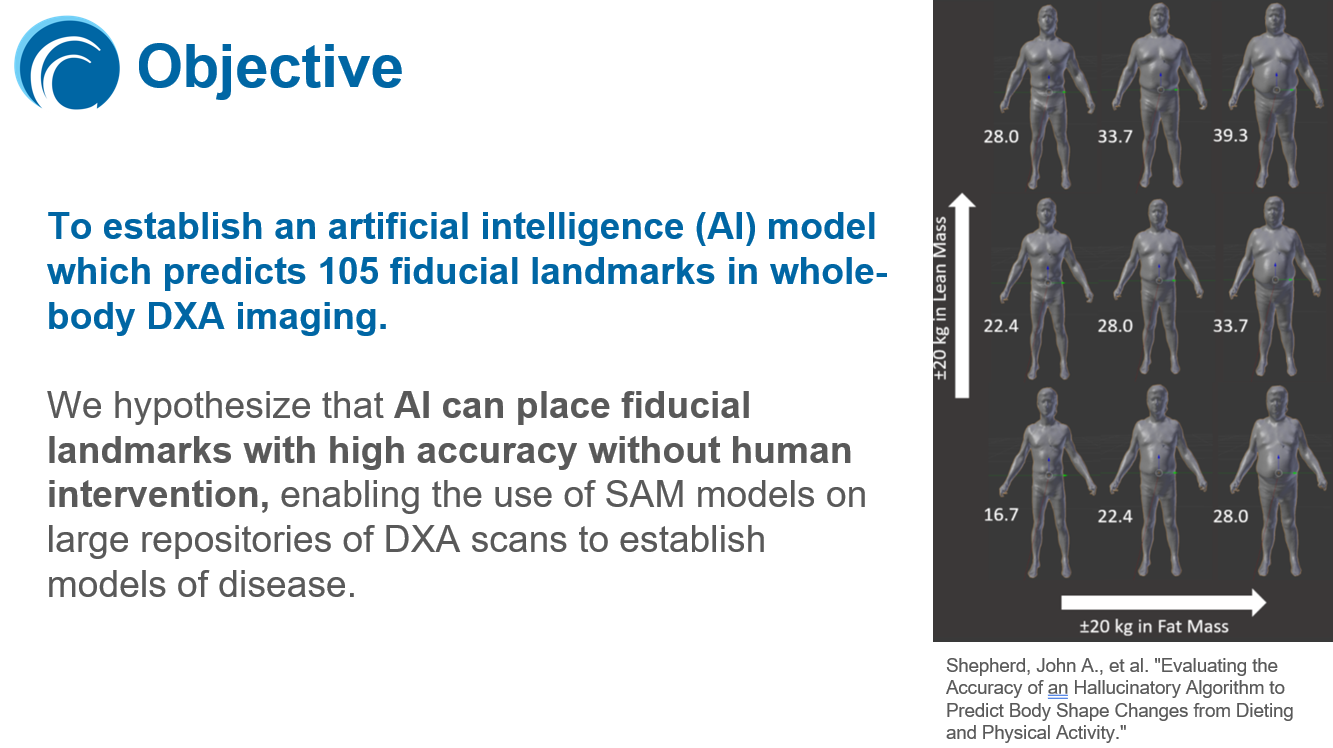 Objective
To establish an artificial intelligence (AI) model
which predicts 105 fiducial landmarks in whole-
body DXA imaging.
We hypothesize that AI can place fiducial
landmarks with high accuracy without human
intervention, enabling the use of SAM models on
large repositories of DXA scans to establish
models of disease.
28.0 33.7 39.3
±20 kg in Lean Mass
22.4 28.0 33.7
16.7 22.4 28.0
±20 kg in Fat Mass
Shepherd, John A., et al. "Evaluating the
Accuracy of an Hallucinatory Algorithm to
Predict Body Shape Changes from Dieting
and Physical Activity."